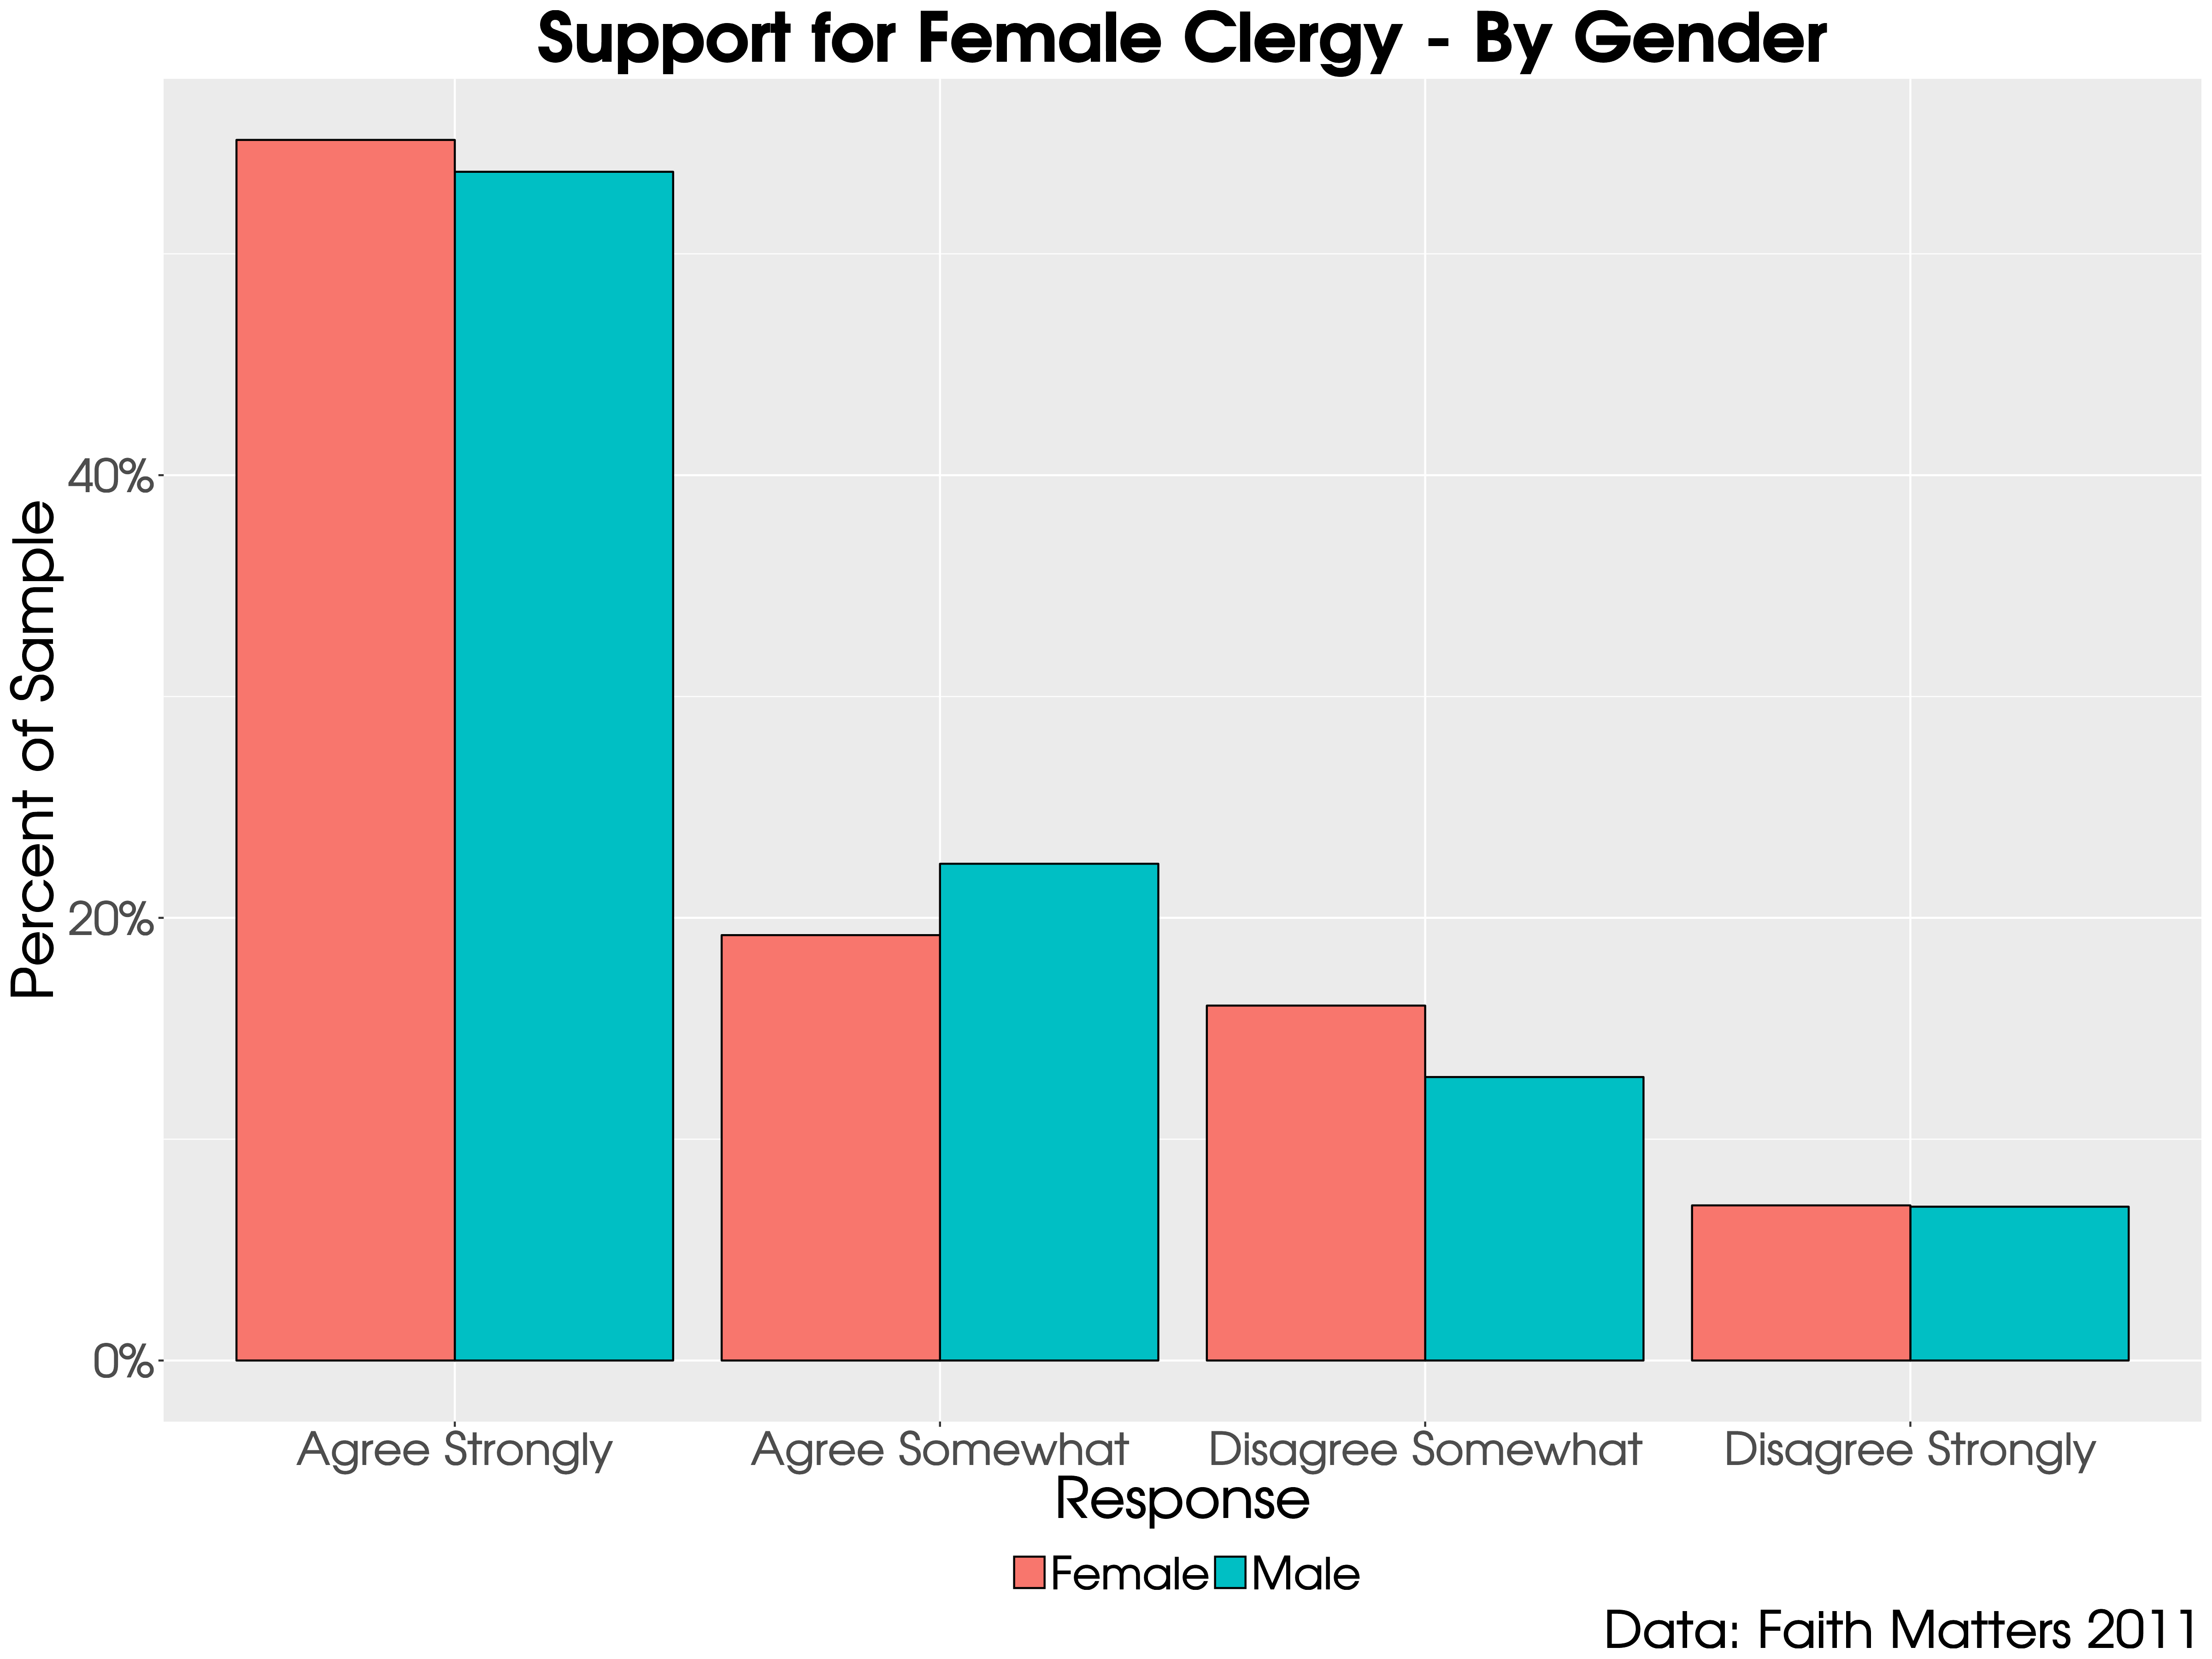 Support for Female Clergy - By Gender
Percent of Sample
40%
20%
0%
Agree Strongly
Agree Somewhat
Disagree Somewhat
Disagree Strongly
Response
Female
Male
Data: Faith Matters 2011